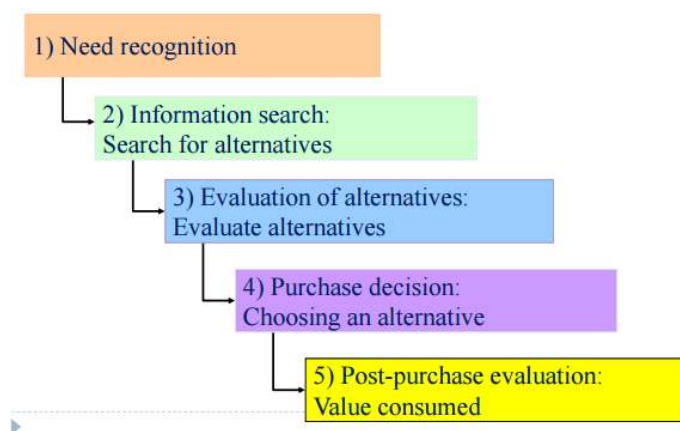 1) Need recognition
2) Information search:
Search for alternatives
3) Evaluation of alternatives:
Evaluate alternatives
4) Purchase decision:
Choosing an alternative
5) Post-purchase evaluation:
Value consumed